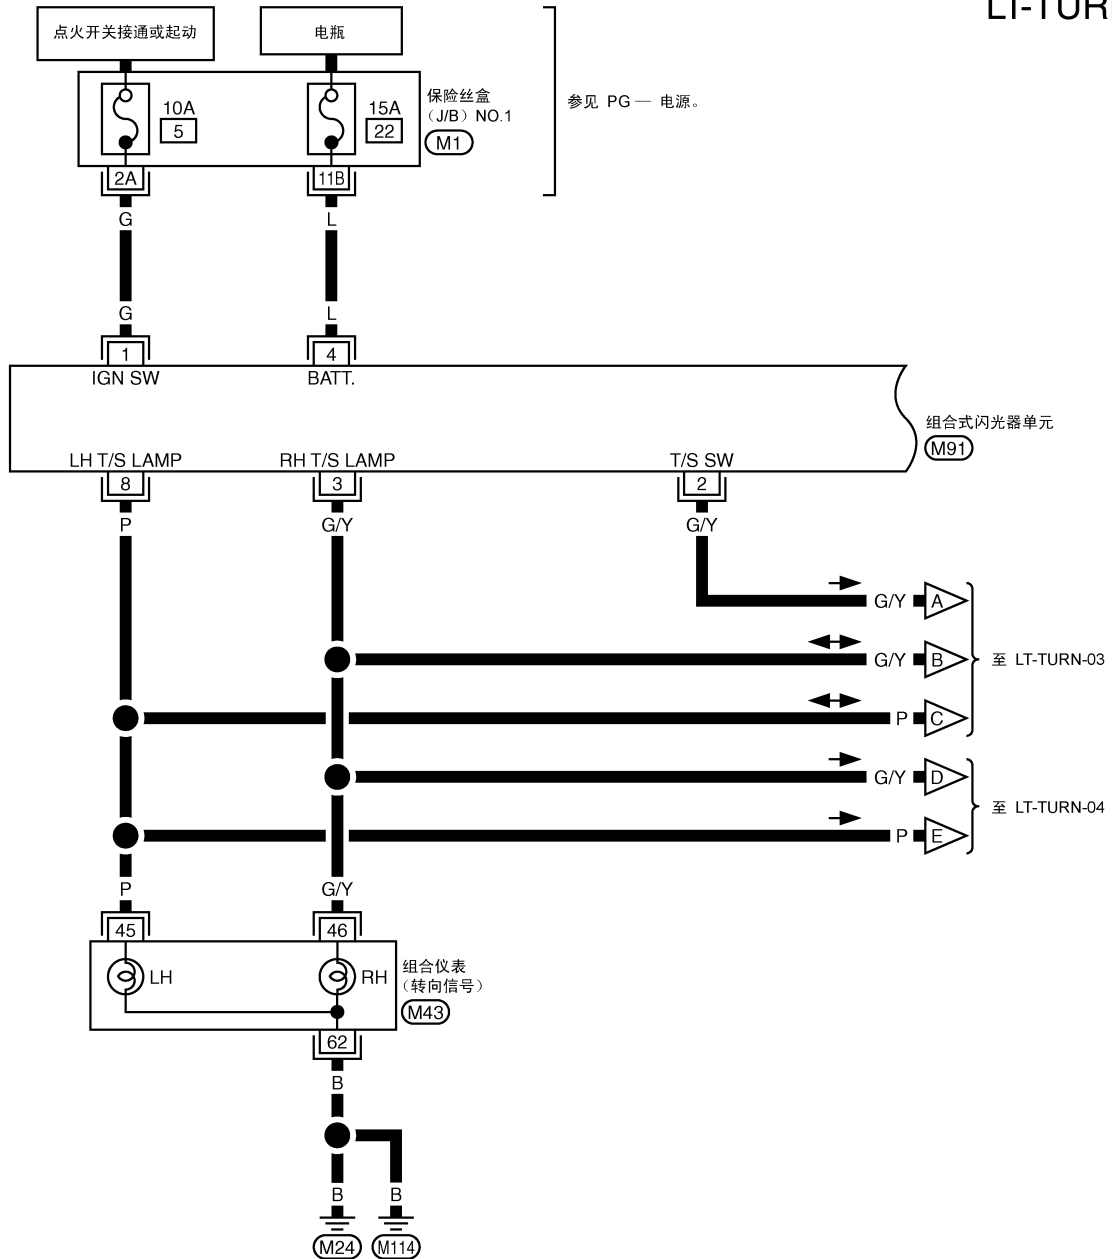 LT-TUR
点火开关接通或起动
电瓶
10A
5
15A
22
保险丝盒
（J/B）NO.1
M1
参见 PG — 电源。
2A
11B
G
L
G
L
1
4
IGN SW
BATT.
组合式闪光器单元
M91
LH T/S LAMP
RH T/S LAMP
T/S SW
8
3
2
P
G/Y
G/Y
G/Y
A
G/Y
B
至 LT-TURN-03
P
C
G/Y
D
至 LT-TURN-04
P
E
P
G/Y
45
46
LH
RH
组合仪表
（转向信号）
M43
62
B
B
B
M24
M114